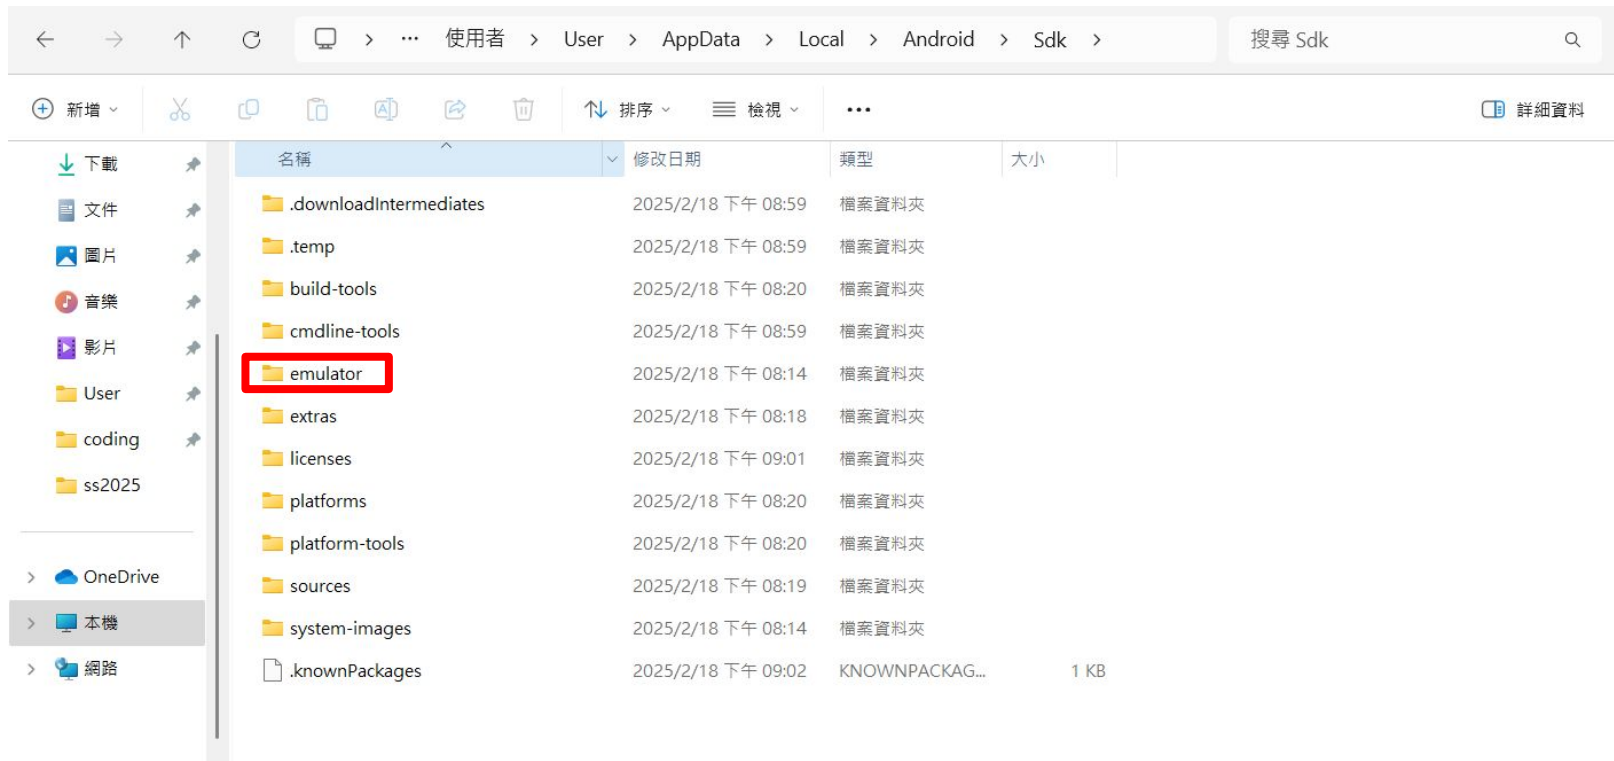 使用者 User AppData Local Android Sdk 搜尋 Sdk
新增 排序 檢視 詳細資料
下載
文件
圖片
音樂
影片
User
coding
ss2025
OneDrive
本機
網路
名稱 修改日期 類型 大小
.downloadIntermediates 2025/2/18 下午 08:59 檔案資料夾
.temp 2025/2/18 下午 08:59 檔案資料夾
build-tools 2025/2/18 下午 08:20 檔案資料夾
cmdline-tools 2025/2/18 下午 08:59 檔案資料夾
emulator 2025/2/18 下午 08:14 檔案資料夾
extras 2025/2/18 下午 08:18 檔案資料夾
licenses 2025/2/18 下午 09:01 檔案資料夾
platforms 2025/2/18 下午 08:20 檔案資料夾
platform-tools 2025/2/18 下午 08:20 檔案資料夾
sources 2025/2/18 下午 08:19 檔案資料夾
system-images 2025/2/18 下午 08:14 檔案資料夾
.knownPackages 2025/2/18 下午 09:02 KNOWNPACKAG... 1 KB